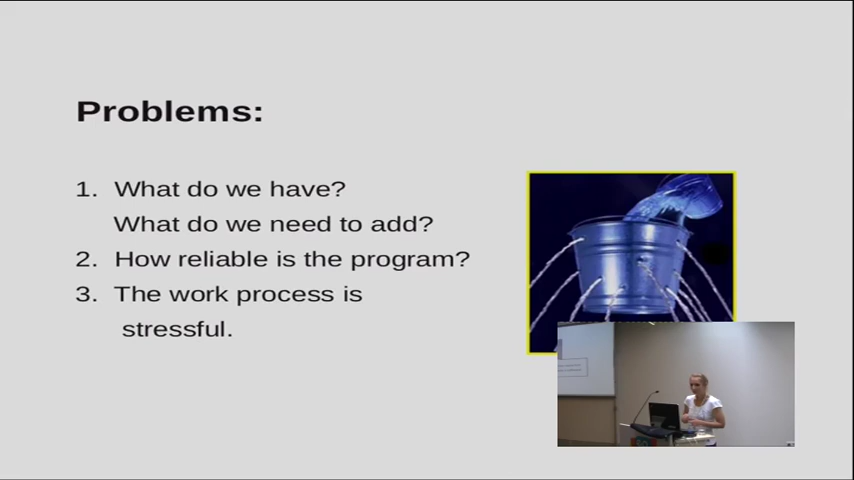 Problems:
1. What do we have?
What do we need to add?
2. How reliable is the program?
3. The work process is
stressful.